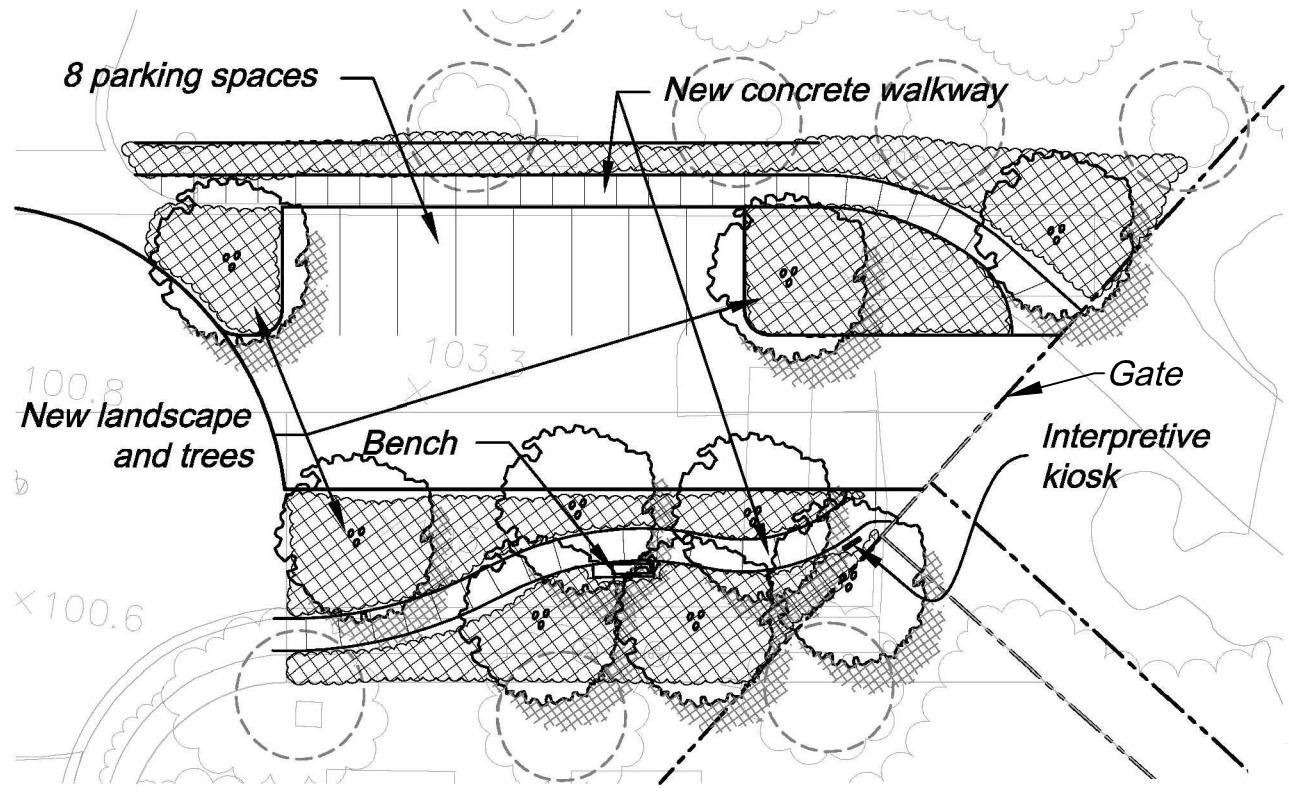 8 parking spaces
New concrete walkway
103.3
100.8
Gate
New landscape
and trees
Bench
Interpretive
kiosk
100.6